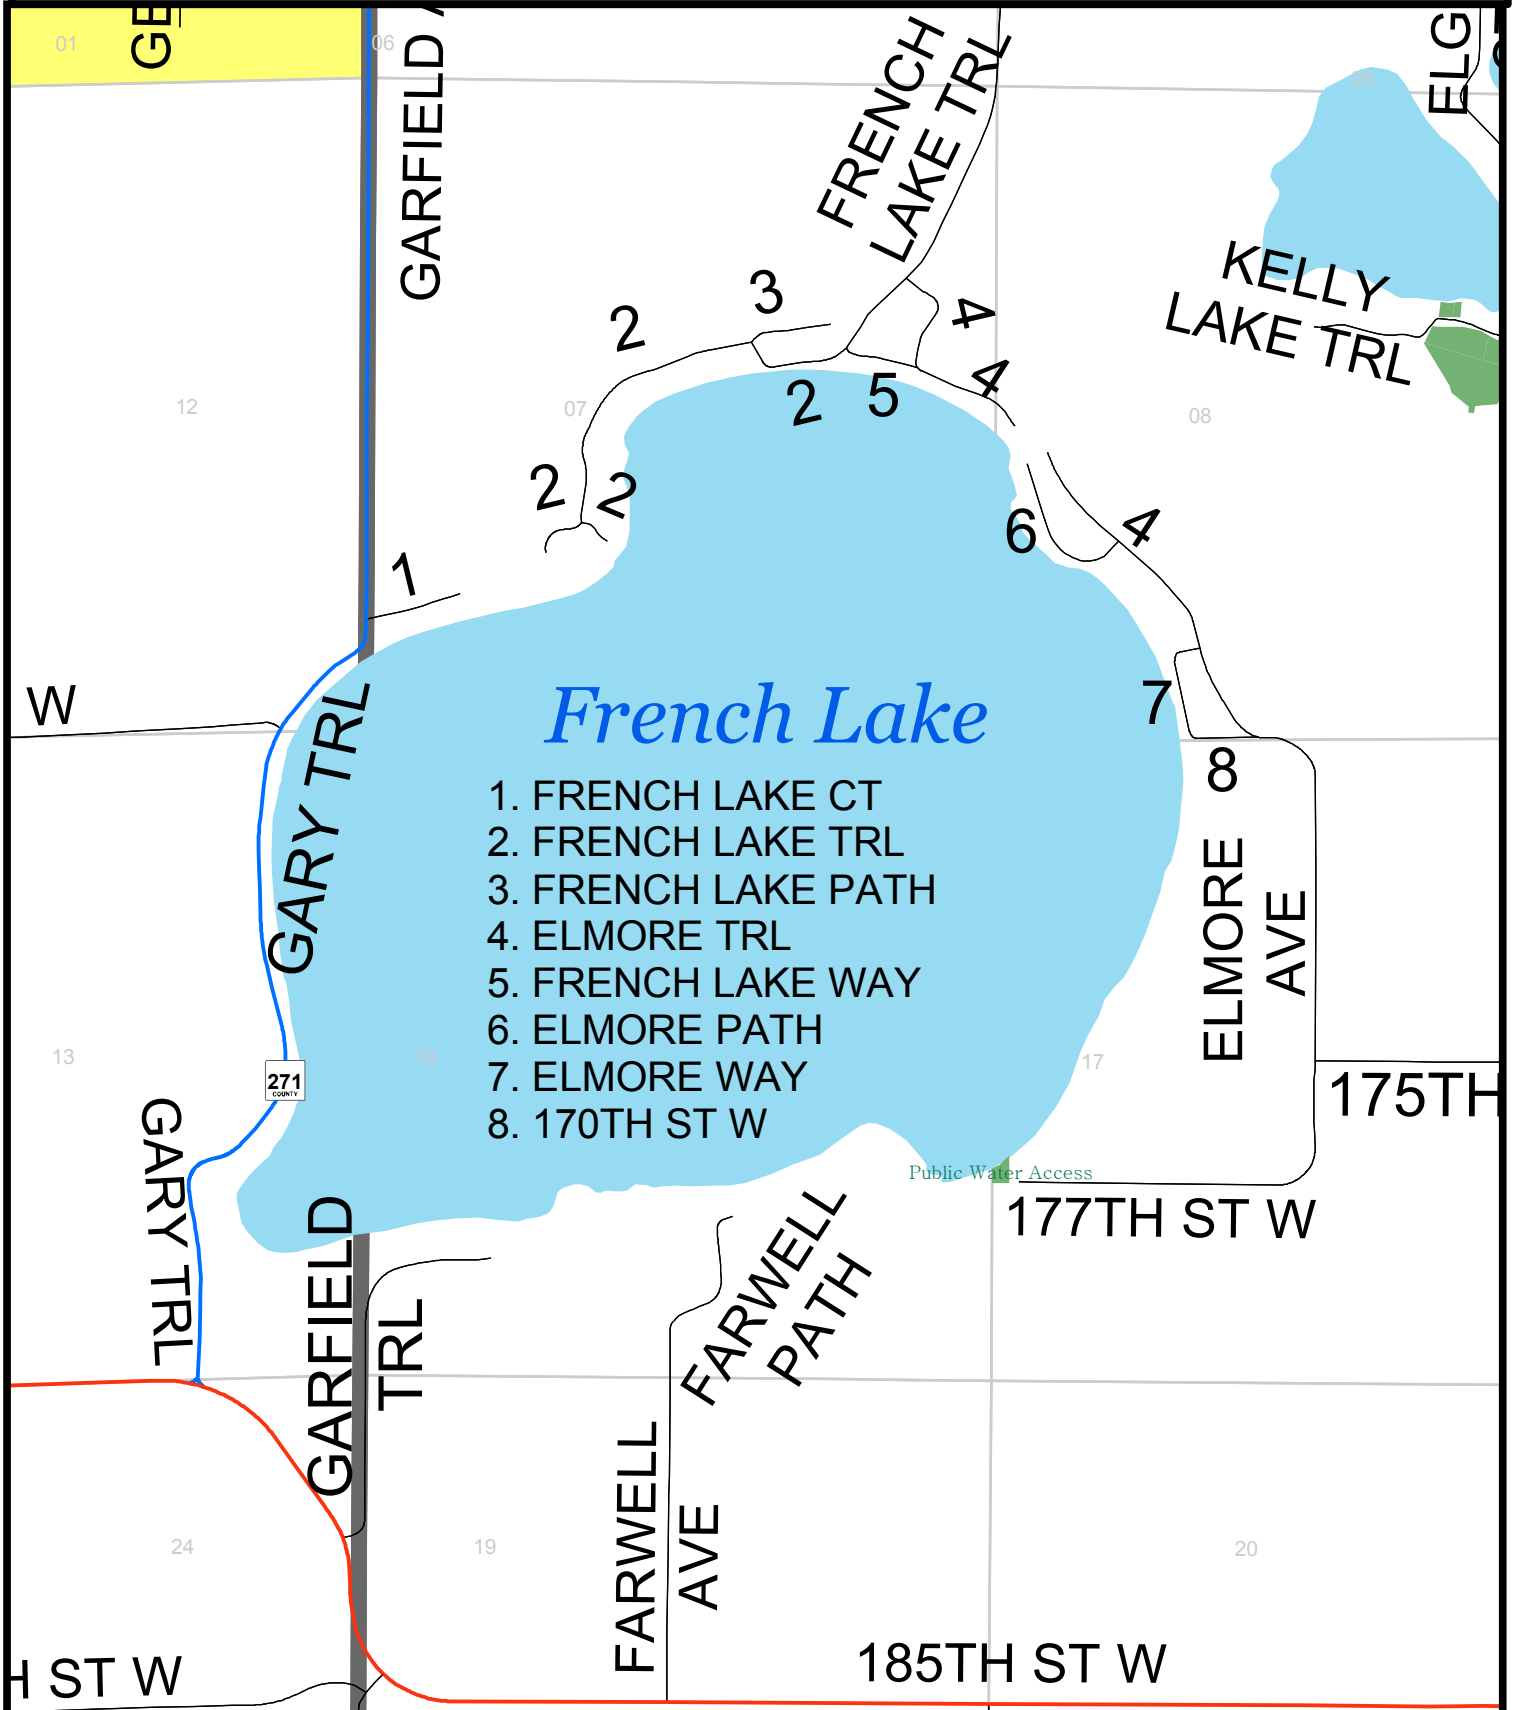 01
06
GARFIELD
FRENCH
LAKE TRL
05
ELG
KELLY
LAKE TRL
2
3
4
12
07
2
5
4
08
2
2
6
4
1
W
7
GARY TRL
French Lake
8
1. FRENCH LAKE CT
2. FRENCH LAKE TRL
3. FRENCH LAKE PATH
4. ELMORE TRL
5. FRENCH LAKE WAY
6. ELMORE PATH
7. ELMORE WAY
8. 170TH ST W
ELMORE
AVE
13
18
17
271
COUNTY
175TH
GARY TRL
Public Water Access
177TH ST W
GARFIELD
TRL
FARWELL
PATH
FARWELL
AVE
24
19
20
H ST W
185TH ST W